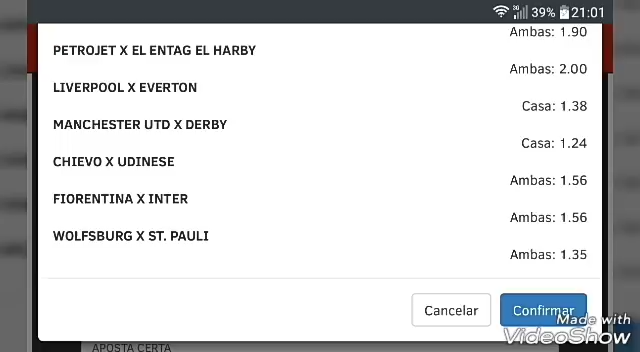 3G 39% 21:01
Ambas: 1.90
PETROJET X EL ENTAG EL HARBY
Ambas: 2.00
LIVERPOOL X EVERTON
Casa: 1.38
MANCHESTER UTD X DERBY
Casa: 1.24
CHIEVO X UDINESE
Ambas: 1.56
FIORENTINA X INTER
Ambas: 1.56
WOLFSBURG X ST. PAULI
Ambas: 1.35
Cancelar
Confirmar
Made with
VideoShow
APOSTA CERTA